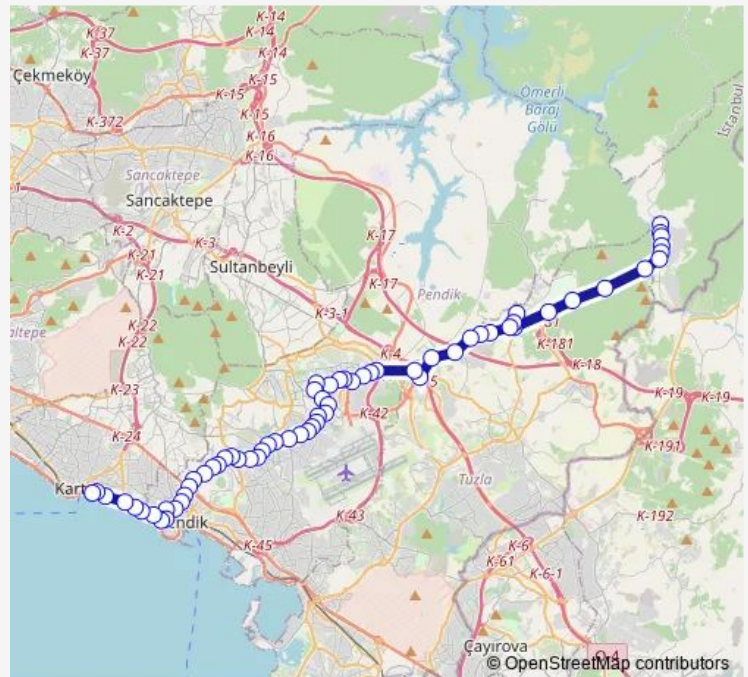 K-14
K-37
K-14
K-37
K-14
Çekmeköy
K-15
K-15
K-15
Ömerli
Baraj
Gölü
K-372
K-16
K-16
İstanbul
Sancaktepe
Sancaktepe
K-2
K-17
K-3
K-21
K-21
Sultanbeyli
K-17
Pendik
K-3-1
K-22
K-22
K-181
K-4
K-18
K-23
K-19
K-19
K-42
K-24
K-191
Tuzla
K-43
K-192
K-45
K-6
K-61
K-6-1
Çayırova
O-4
© OpenStreetMap contributors